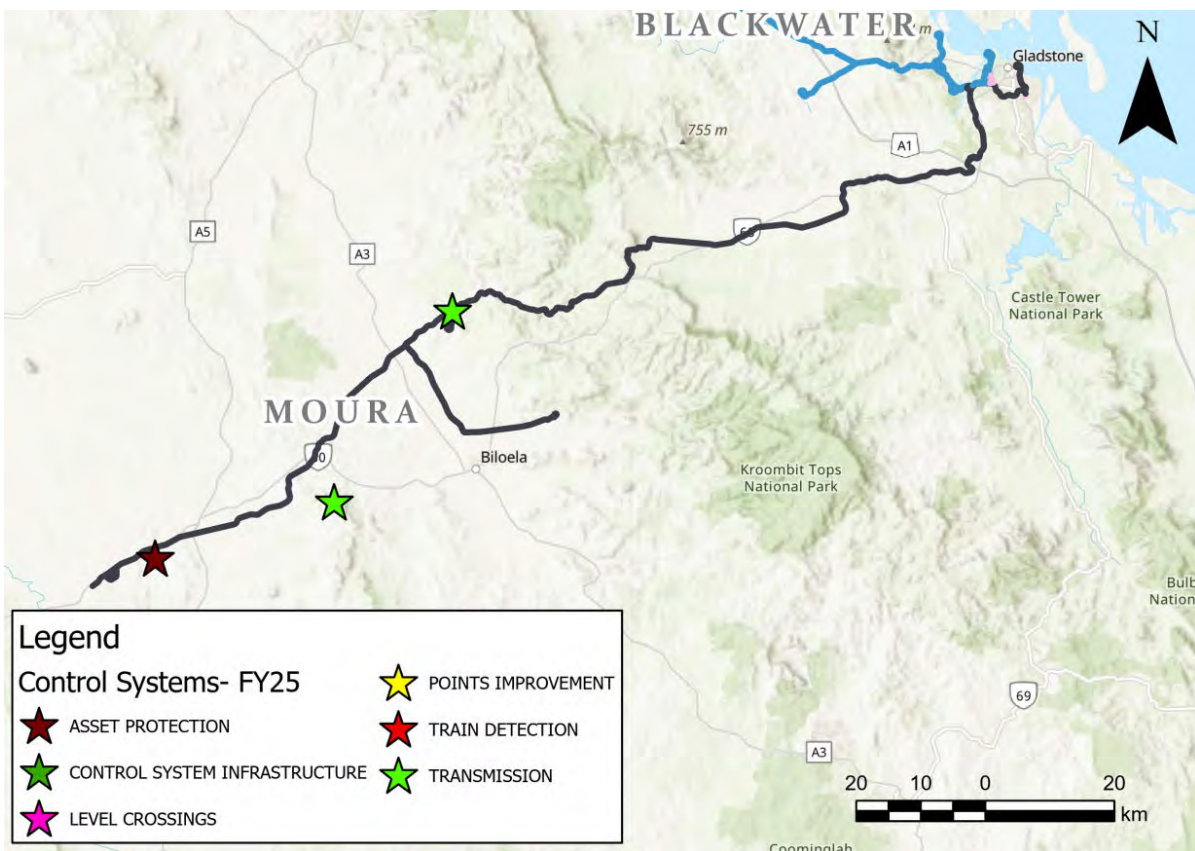 BLACKWATER
m
N
Gladstone
755 m
A1
A5
A3
Castle Tower
National Park
MOURA
Biloela
Kroombit Tops
National Park
Legend
Control Systems- FY25
ASSET PROTECTION
CONTROL SYSTEM INFRASTRUCTURE
LEVEL CROSSINGS
POINTS IMPROVEMENT
TRAIN DETECTION
TRANSMISSION
69
A3
20 10 0 20
km
Coominglah